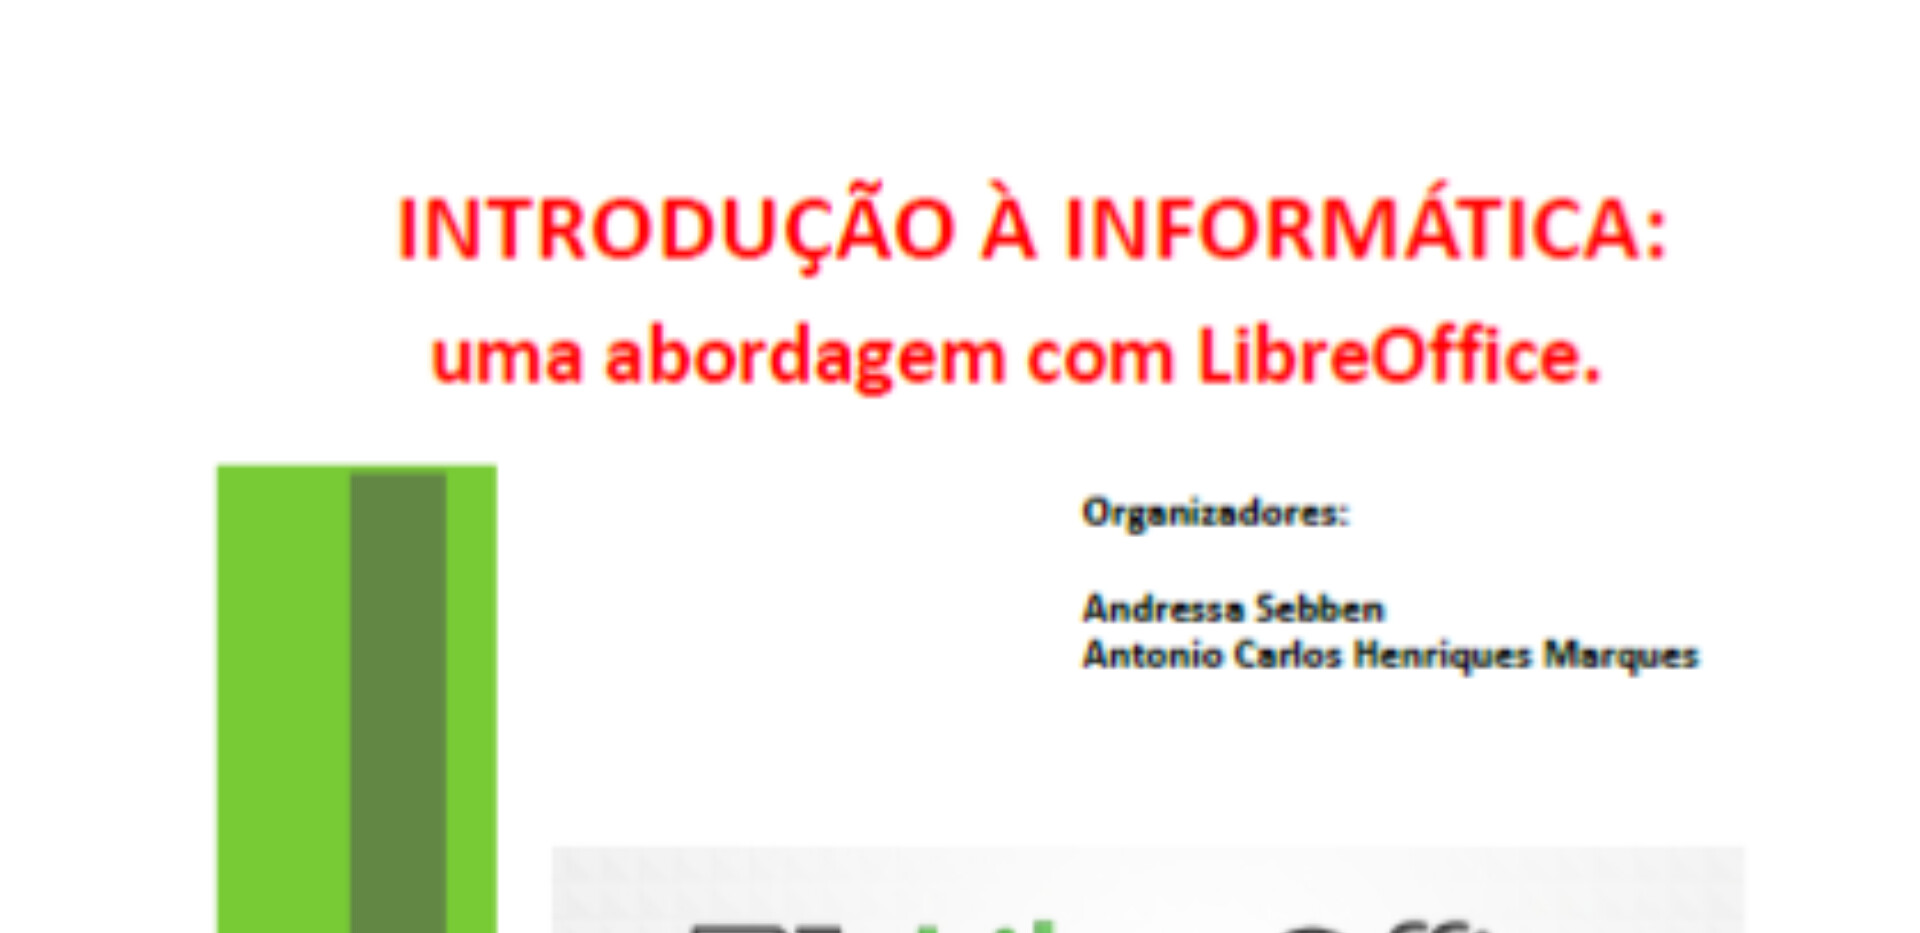 INTRODUÇÃO À INFORMÁTICA:
uma abordagem com LibreOffice.
Organizadores:
Andressa Sebben
Antonio Carlos Henriques Marques